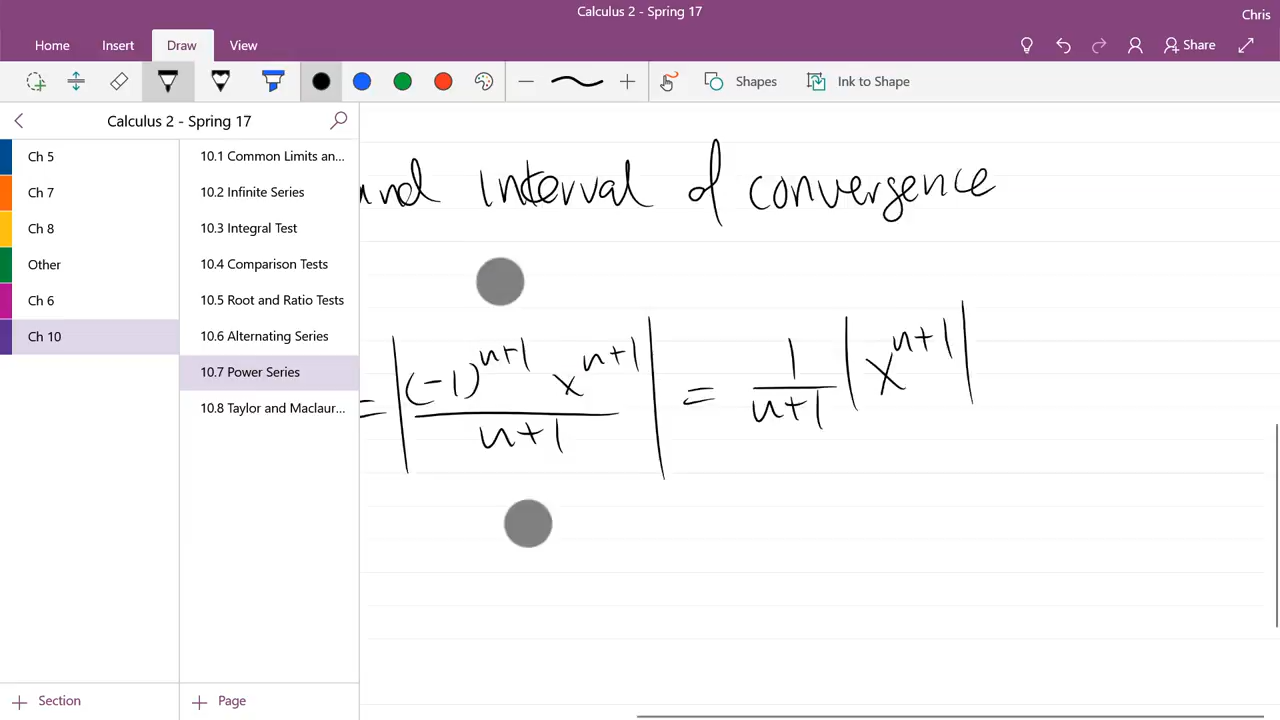 Calculus 2 - Spring 17
Chris
Home Insert Draw View
Share
Shapes
Ink to Shape
Calculus 2 - Spring 17
Ch 5
Ch 7
Ch 8
Other
Ch 6
Ch 10
10.1 Common Limits an...
10.2 Infinite Series
10.3 Integral Test
10.4 Comparison Tests
10.5 Root and Ratio Tests
10.6 Alternating Series
10.7 Power Series
10.8 Taylor and Maclaur...
Section
Page
interval of convergence
= |((-1)^(n+1) x^(n+1))/(n+1)| = 1/(n+1) |x^(n+1)|